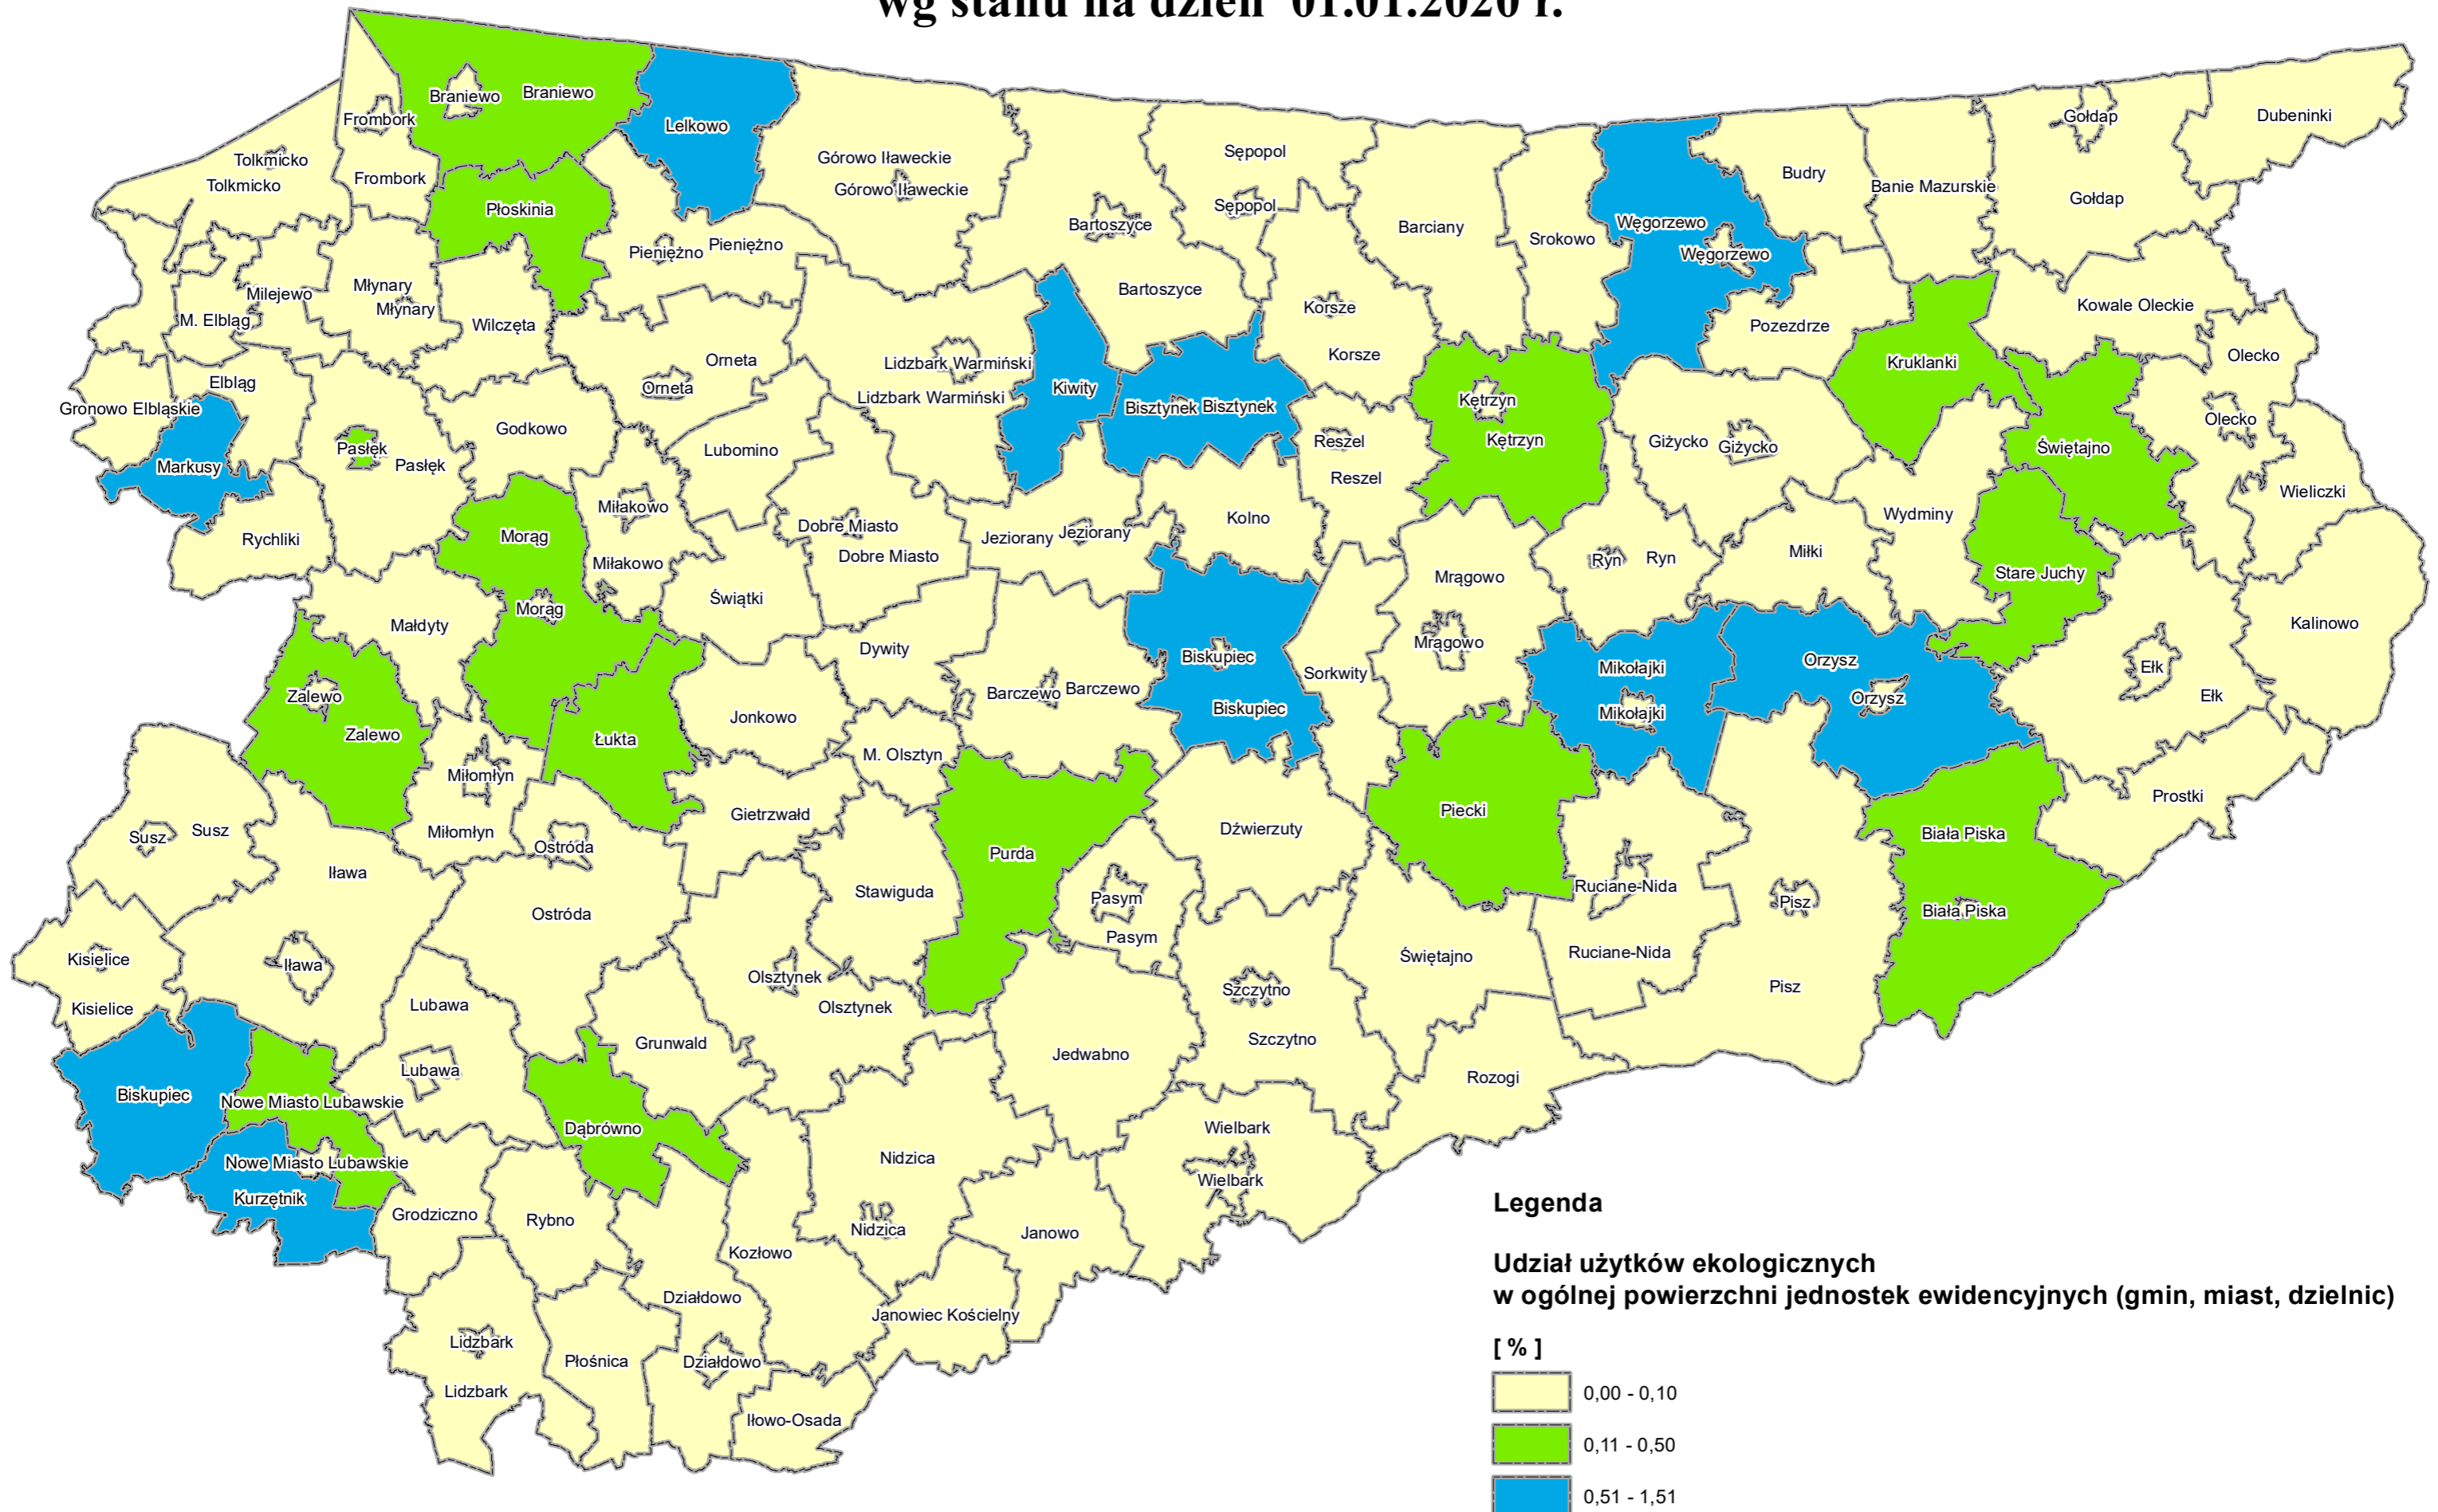 wg stanu na dzień 01.01.2020 r.
Braniewo
Braniewo
Frombork
Lelkowo
Gołdap
Dubeninki
Tolkmicko
Tolkmicko
Frombork
Górowo Iławeckie
Górowo Iławeckie
Sępopol
Sępopol
Budry
Banie Mazurskie
Gołdap
Płoskinia
Bartoszyce
Barciany
Srokowo
Węgorzewo
Węgorzewo
Pieniężno
Pieniężno
Milejewo
Młynary
Młynary
M. Elbląg
Wilczęta
Bartoszyce
Korsze
Korsze
Pozezdrze
Kowale Oleckie
Olecko
Orneta
Orneta
Lidzbark Warmiński
Lidzbark Warmiński
Kiwity
Bisztynek
Bisztynek
Kruklanki
Elbląg
Gronowo Elbląskie
Kętrzyn
Kętrzyn
Olecko
Godkowo
Markusy
Pasłęk
Pasłęk
Lubomino
Reszel
Reszel
Giżycko
Giżycko
Świętajno
Wieliczki
Rychliki
Morąg
Miłakowo
Miłakowo
Dobre Miasto
Dobre Miasto
Jeziorany
Jeziorany
Kolno
Wydminy
Ryn
Ryn
Miłki
Stare Juchy
Mrągowo
Mrągowo
Morąg
Świątki
Małdyty
Kalinowo
Dywity
Biskupiec
Biskupiec
Sorkwity
Mikołajki
Mikołajki
Orzysz
Orzysz
Ełk
Ełk
Zalewo
Zalewo
Barczewo
Barczewo
Jonkowo
Łukta
M. Olsztyn
Miłomłyn
Miłomłyn
Gietrzwałd
Piecki
Prostki
Susz
Susz
Ostróda
Dźwierzuty
Biała Piska
Purda
Iława
Stawiguda
Ruciane-Nida
Pisz
Pasym
Pasym
Biała Piska
Ostróda
Kisielice
Iława
Olsztynek
Olsztynek
Świętajno
Ruciane-Nida
Szczytno
Pisz
Kisielice
Lubawa
Grunwald
Szczytno
Jedwabno
Lubawa
Rozogi
Biskupiec
Nowe Miasto Lubawskie
Dąbrówno
Wielbark
Nowe Miasto Lubawskie
Nidzica
Wielbark
Kurzętnik
Grodziczno
Rybno
Nidzica
Janowo
Kozłowo
Działdowo
Janowiec Kościelny
Lidzbark
Płośnica
Działdowo
Lidzbark
Iłowo-Osada
Legenda
Udział użytków ekologicznych
w ogólnej powierzchni jednostek ewidencyjnych (gmin, miast, dzielnic)
[ % ]
0,00 - 0,10
0,11 - 0,50
0,51 - 1,51